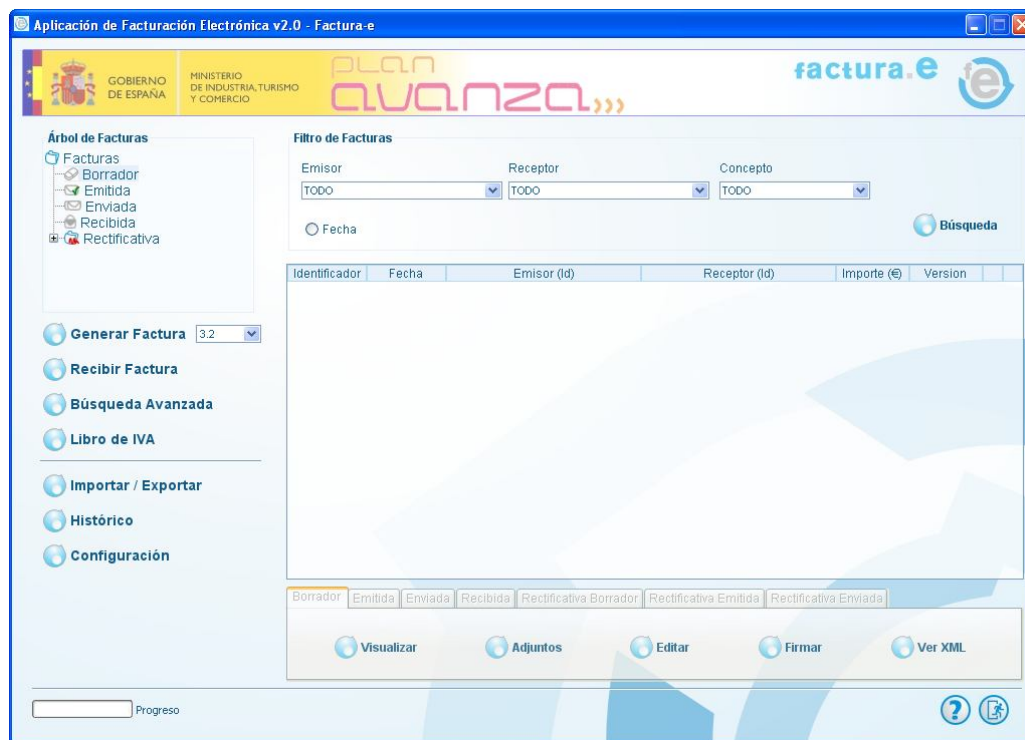 Aplicación de Facturación Electrónica v2.0 - Factura-e
GOBIERNO
DE ESPAÑA
MINISTERIO
DE INDUSTRIA, TURISMO
Y COMERCIO
PLAN
avanza
factura.e
fe
Árbol de Facturas
Facturas
Borrador
Emitida
Enviada
Recibida
Rectificativa
Filtro de Facturas
Emisor Receptor Concepto
TODO TODO TODO
Fecha
Búsqueda
Identificador Fecha Emisor (Id) Receptor (Id) Importe (€) Version
Generar Factura 3.2
Recibir Factura
Búsqueda Avanzada
Libro de IVA
Importar / Exportar
Histórico
Configuración
Borrador Emitida Enviada Recibida Rectificativa Borrador Rectificativa Emitida Rectificativa Enviada
Visualizar Adjuntos Editar Firmar Ver XML
Progreso
?